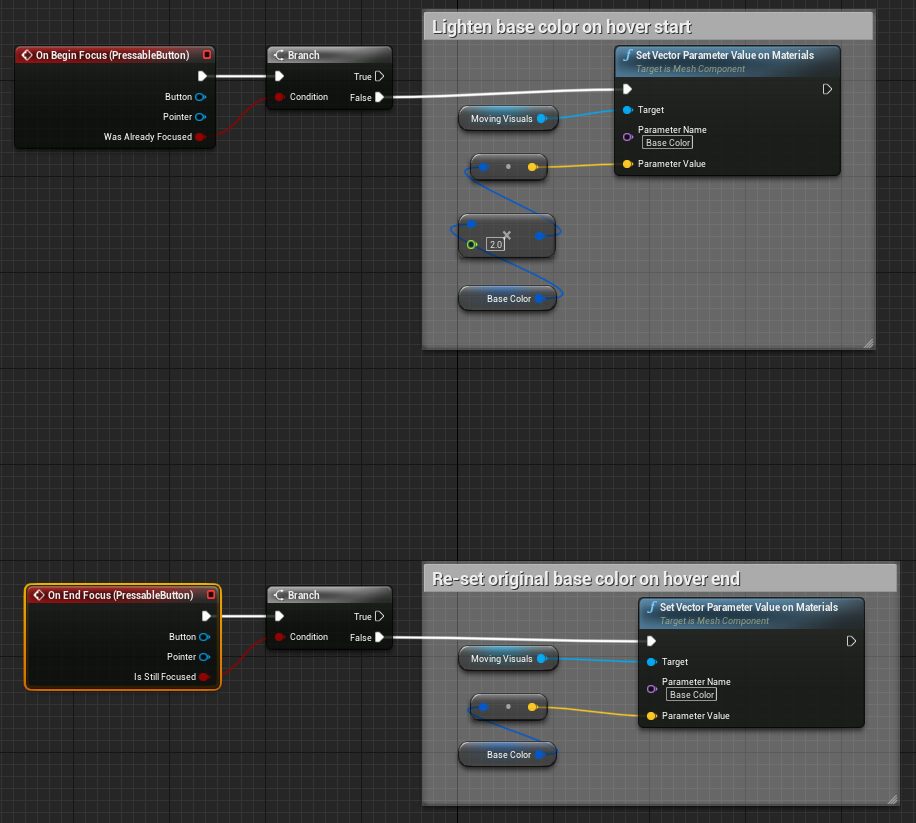 Lighten base color on hover start
On Begin Focus (PressableButton)
Button
Pointer
Was Already Focused
Branch
Condition
True
False
Set Vector Parameter Value on Materials
Target is Mesh Component
Target
Parameter Name
Base Color
Parameter Value
Moving Visuals
2.0
Base Color
Re-set original base color on hover end
On End Focus (PressableButton)
Button
Pointer
Is Still Focused
Branch
Condition
True
False
Set Vector Parameter Value on Materials
Target is Mesh Component
Target
Parameter Name
Base Color
Parameter Value
Moving Visuals
Base Color